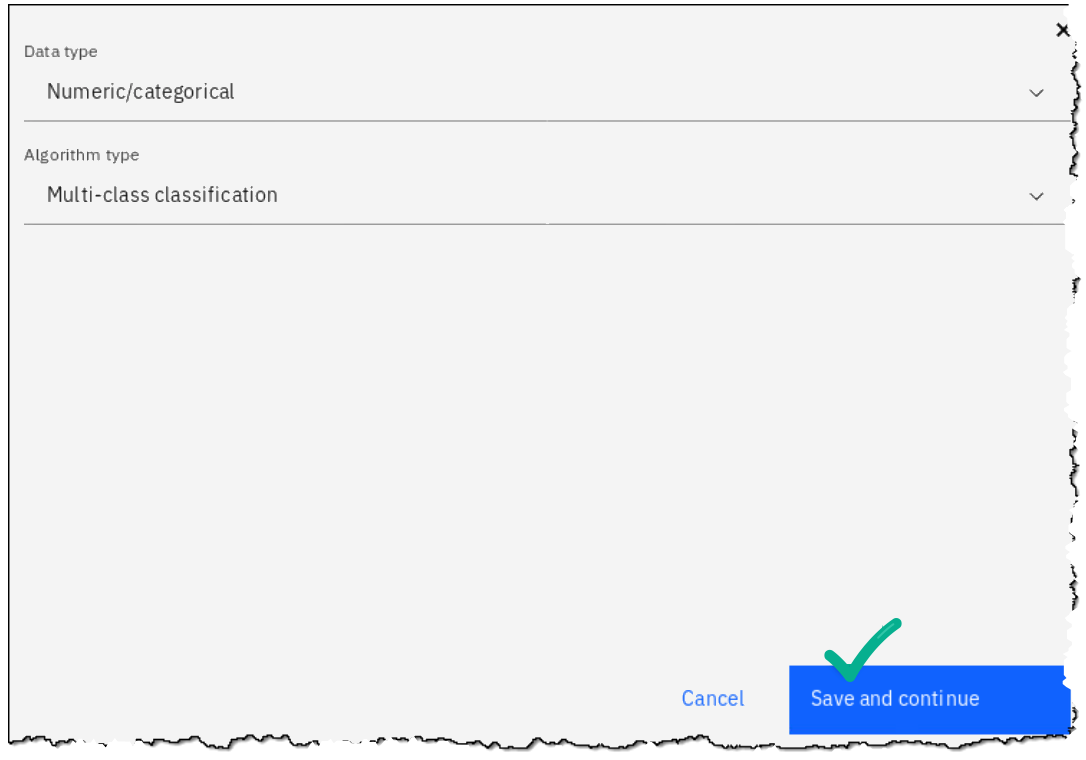 Data type
Numeric/categorical
Algorithm type
Multi-class classification
Cancel
Save and continue